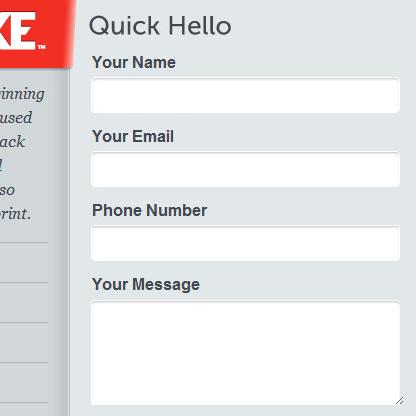 KE™
inning
used
ack
so
rint.
Quick Hello
Your Name
Your Email
Phone Number
Your Message